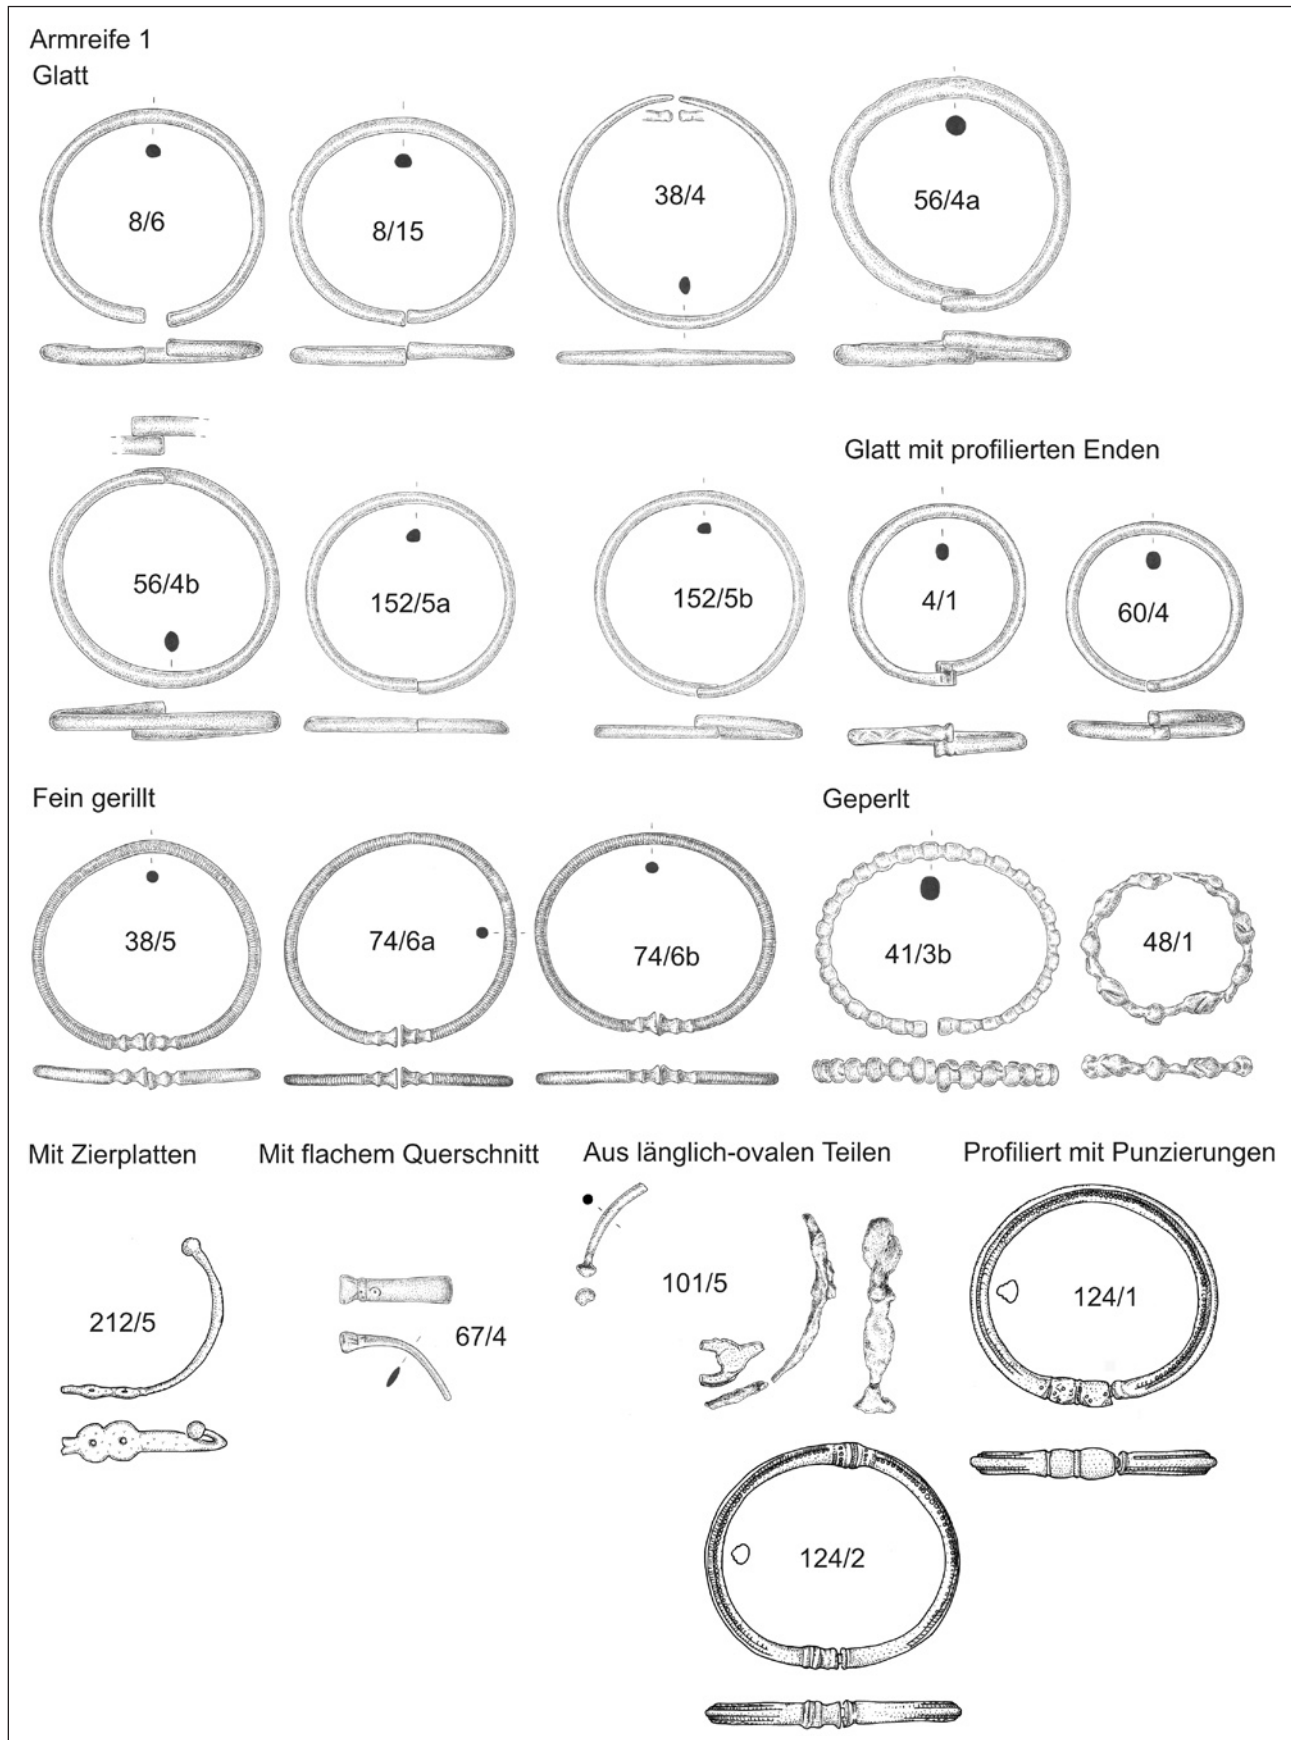 Armreife 1
Glatt
8/6
8/15
38/4
56/4a
Glatt mit profilierten Enden
56/4b
152/5a
152/5b
4/1
60/4
Fein gerillt
Geperlt
38/5
74/6a
74/6b
41/3b
48/1
Mit Zierplatten
Mit flachem Querschnitt
Aus länglich-ovalen Teilen
Profiliert mit Punzierungen
212/5
67/4
101/5
124/1
124/2